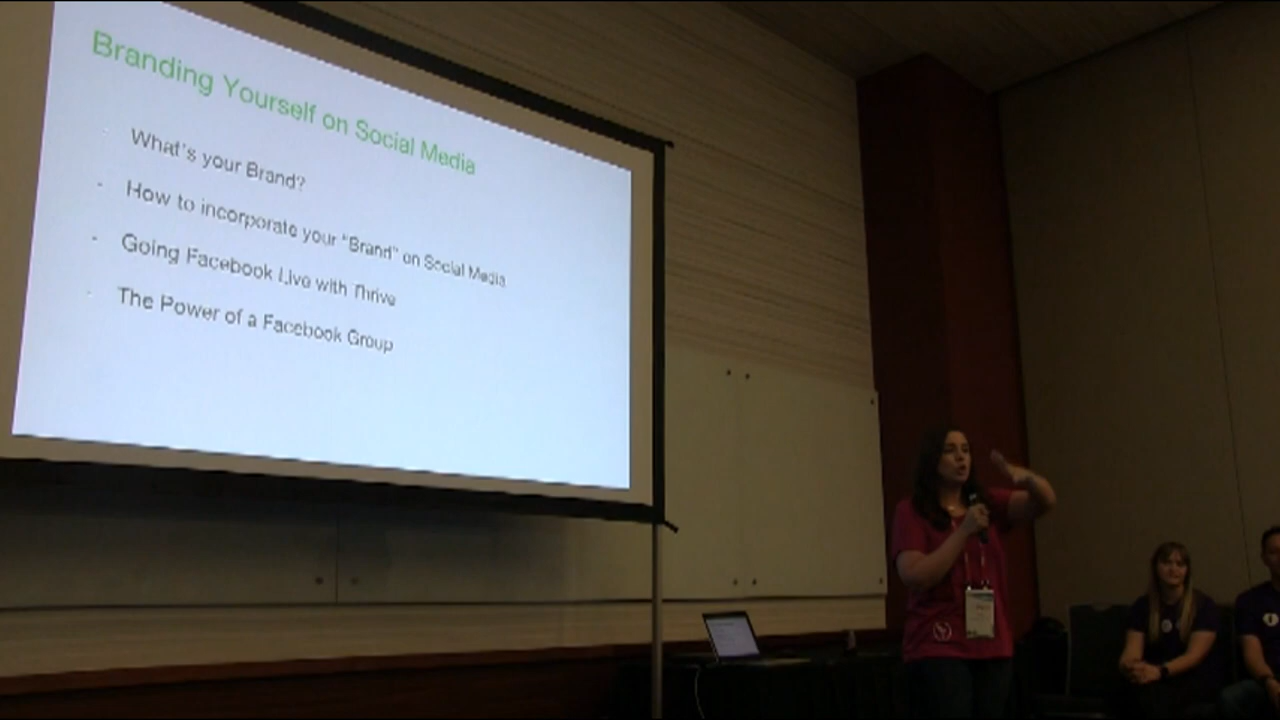 Branding Yourself on Social Media
What's your Brand?
- How to incorporate your "Brand" on Social Media
- Going Facebook Live with Thrive
- The Power of a Facebook Group